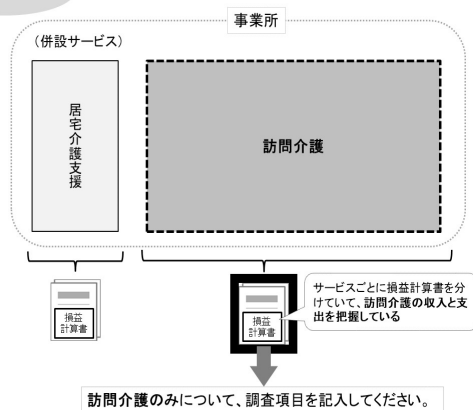 事業所
（併設サービス）
居宅介護支援
訪問介護
損益
計算書
損益
計算書
サービスごとに損益計算書を分
けていて、訪問介護の収入と支
出を把握している
訪問介護のみについて、調査項目を記入してください。